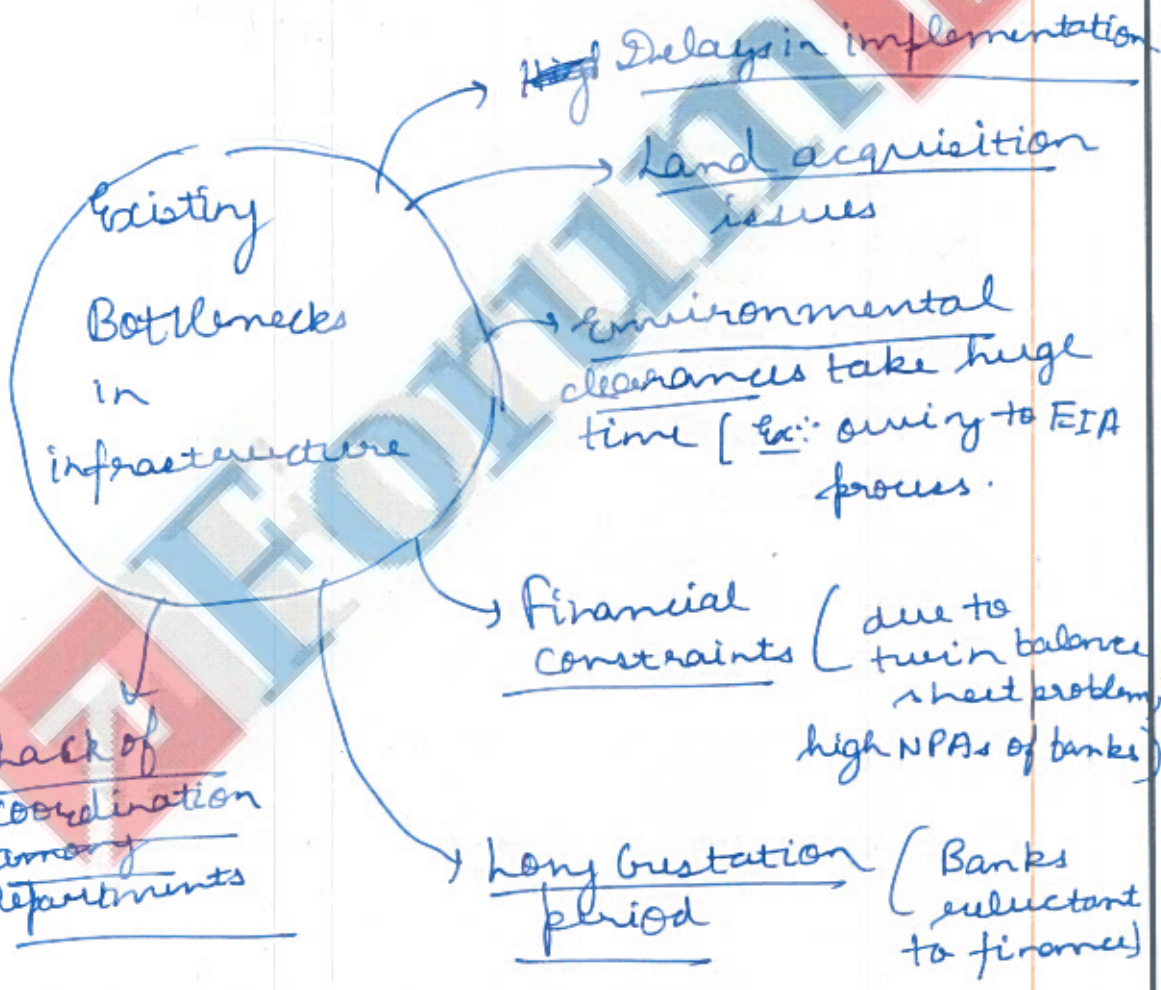 Existing
Bottlenecks
in
infrastructure
Delays in implementation
Land acquisition
issues
Environmental
clearances take huge
time [Ex:- owing to EIA
process.
Financial
constraints (due to
twin balance
sheet problem,
high NPAs of banks)
Long Gestation
period
(Banks
reluctant
to finance)
Lack of
coordination
among
departments
Forum